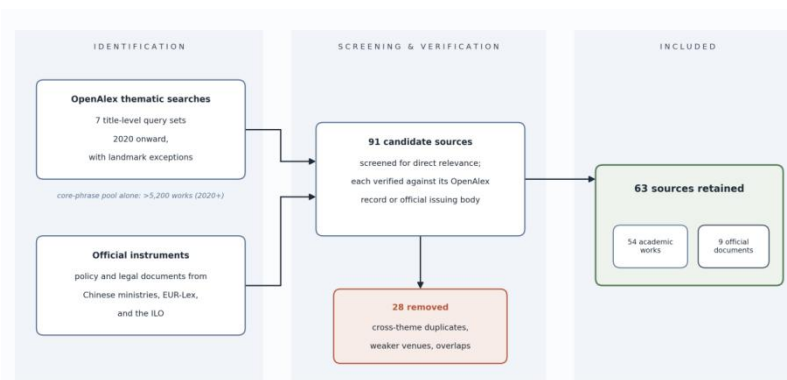 IDENTIFICATION
OpenAlex thematic searches
7 title-level query sets
2020 onward,
with landmark exceptions
core-phrase pool alone: >5,200 works (2020+)
Official instruments
policy and legal documents from
Chinese ministries, EUR-Lex,
and the ILO
SCREENING & VERIFICATION
91 candidate sources
screened for direct relevance;
each verified against its OpenAlex
record or official issuing body
28 removed
cross-theme duplicates,
weaker venues, overlaps
INCLUDED
63 sources retained
54 academic
works
9 official
documents